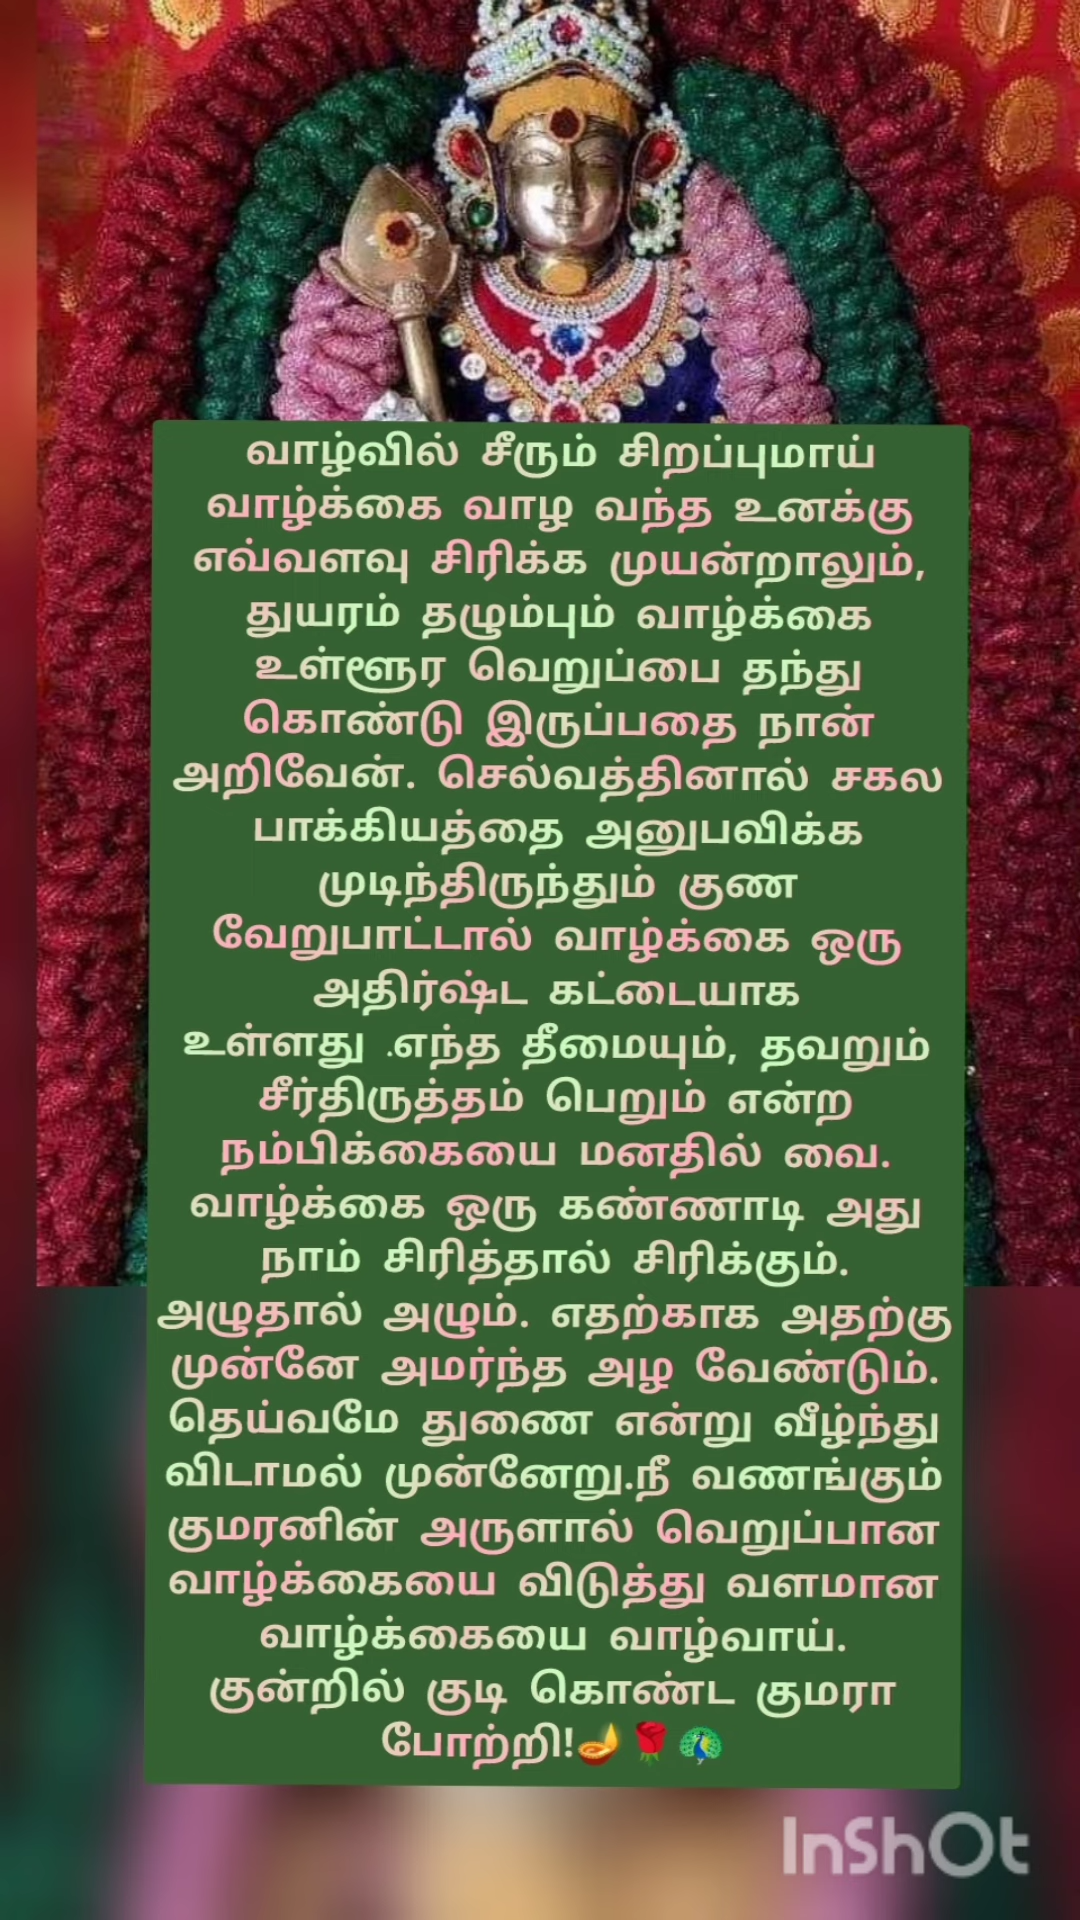 வாழ்வில் சீரும் சிறப்புமாய்
வாழ்க்கை வாழ வந்த உனக்கு
எவ்வளவு சிரிக்க முயன்றாலும்,
துயரம் தழும்பும் வாழ்க்கை
உள்ளூர வெறுப்பை தந்து
கொண்டு இருப்பதை நான்
அறிவேன். செல்வத்தினால் சகல
பாக்கியத்தை அனுபவிக்க
முடிந்திருந்தும் குண
வேறுபாட்டால் வாழ்க்கை ஒரு
அதிர்ஷ்ட கட்டையாக
உள்ளது .எந்த தீமையும், தவறும்
சீர்திருத்தம் பெறும் என்ற
நம்பிக்கையை மனதில் வை.
வாழ்க்கை ஒரு கண்ணாடி அது
நாம் சிரித்தால் சிரிக்கும்.
அழுதால் அழும். எதற்காக அதற்கு
முன்னே அமர்ந்த அழ வேண்டும்.
தெய்வமே துணை என்று வீழ்ந்து
விடாமல் முன்னேறு.நீ வணங்கும்
குமரனின் அருளால் வெறுப்பான
வாழ்க்கையை விடுத்து வளமான
வாழ்க்கையை வாழ்வாய்.
குன்றில் குடி கொண்ட குமரா
போற்றி!🪔🌹🦚
InShOt